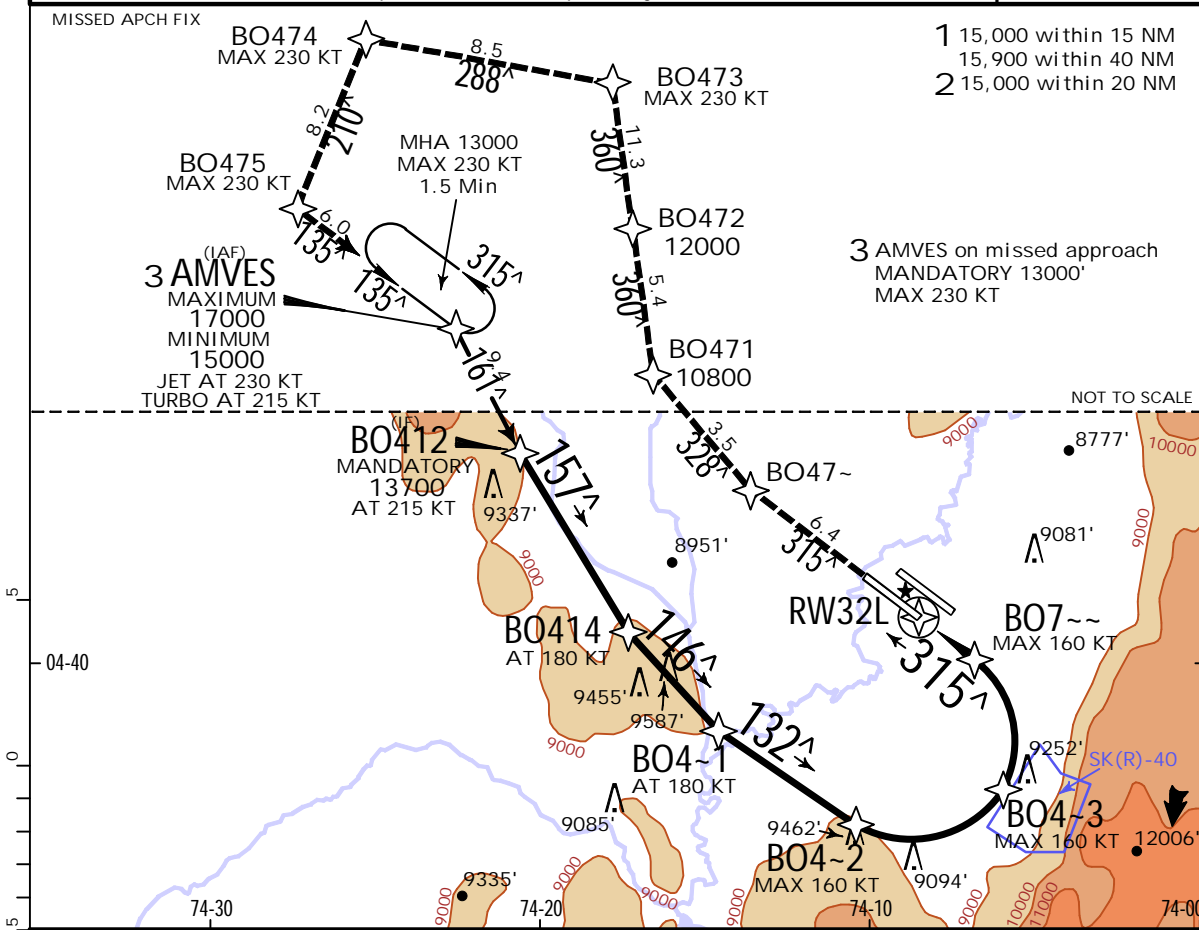 MISSED APCH FIX
BO474
MAX 230 KT
8.5
288^
BO473
MAX 230 KT
1 15,000 within 15 NM
15,900 within 40 NM
2 15,000 within 20 NM
8.2
210^
MHA 13000
MAX 230 KT
1.5 Min
11.3
360^
BO475
MAX 230 KT
6.0
135^
BO472
12000
(IAF)
3 AMVES
MAXIMUM
17000
MINIMUM
15000
JET AT 230 KT
TURBO AT 215 KT
135^
315^
5.4
360^
3 AMVES on missed approach
MANDATORY 13000'
MAX 230 KT
9.4
161^
BO471
10800
NOT TO SCALE
3.5
328^
(IF)
BO412
MANDATORY
13700
AT 215 KT
157^
9337'
9000
8777'
10000
9000
BO47~
6.4
315^
9081'
8951'
9000
5
RW32L
BO7~~
MAX 160 KT
BO414
AT 180 KT
146^
315^
04-40
9455'
9587'
9000
BO4~1
AT 180 KT
132^
0
9252'
SK(R)-40
BO4~3
MAX 160 KT
9085'
9462'
BO4~2
MAX 160 KT
9094'
12006'
9335'
9000
9000
9000
9000
9000
10000
11000
74-30
74-20
74-10
74-00
5